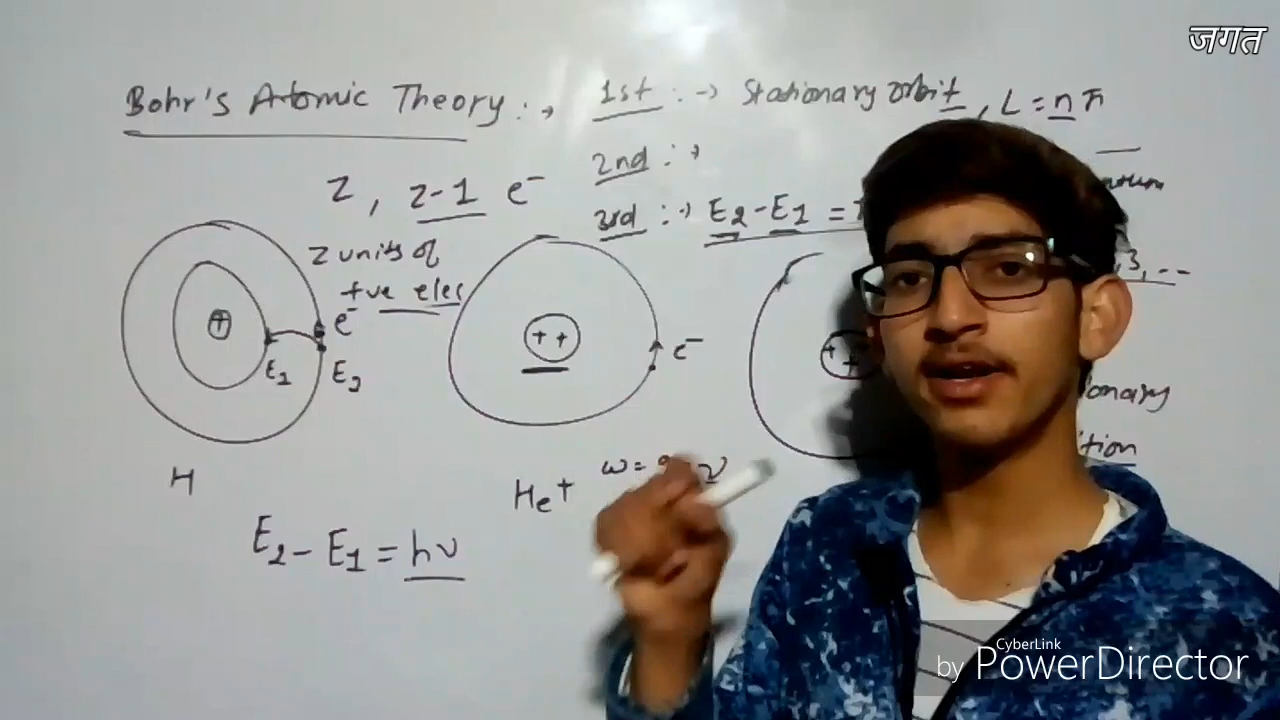 जगत
Bohr's Atomic Theory :→ 1st :→ Stationary orbit, L = nħ
2nd :→
Z, Z-1 e⁻
3rd :→ E₂-E₁ =
Z units of
+ve elec
, 3, --
+
e⁻
E₁
E₂
++
e⁻
++
H
He+
ω=
ν
E₂ - E₁ = hν
CyberLink
by PowerDirector